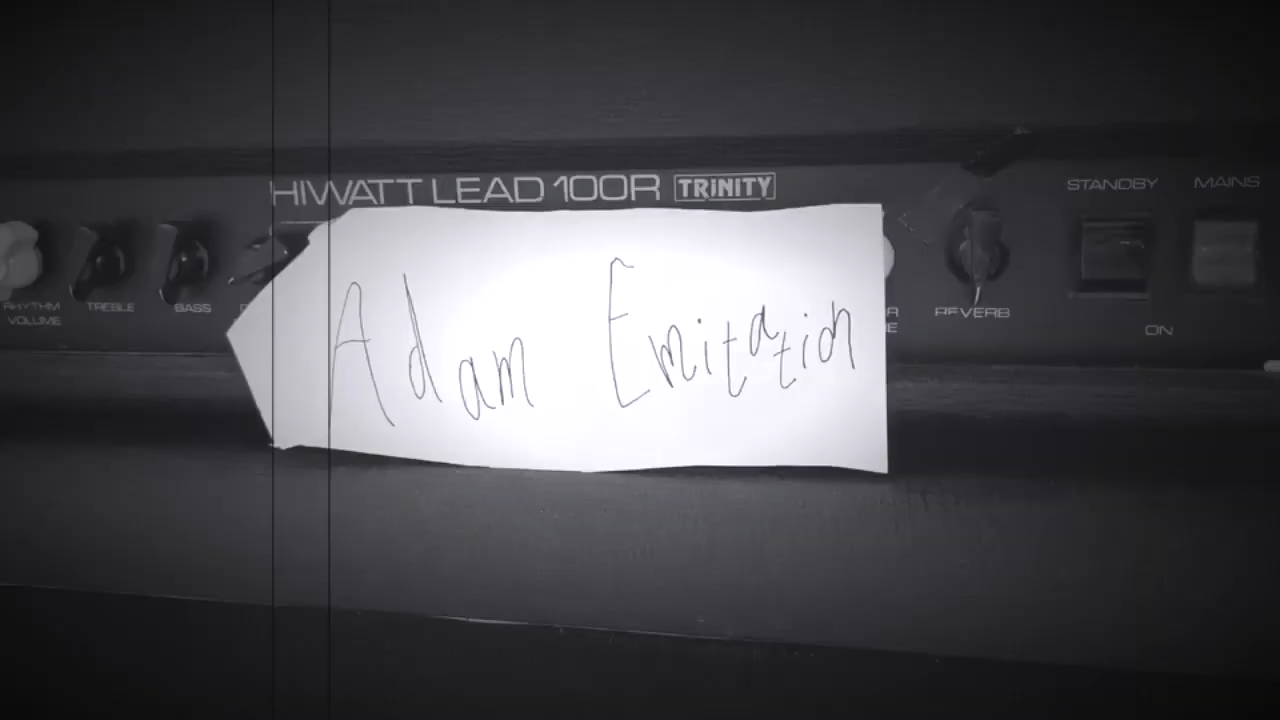 HIWATT LEAD 100R TRINITY
STANDBY MAINS
RHYTHM VOLUME
TREBLE
BASS
REVERB
ON
Adam Emitation